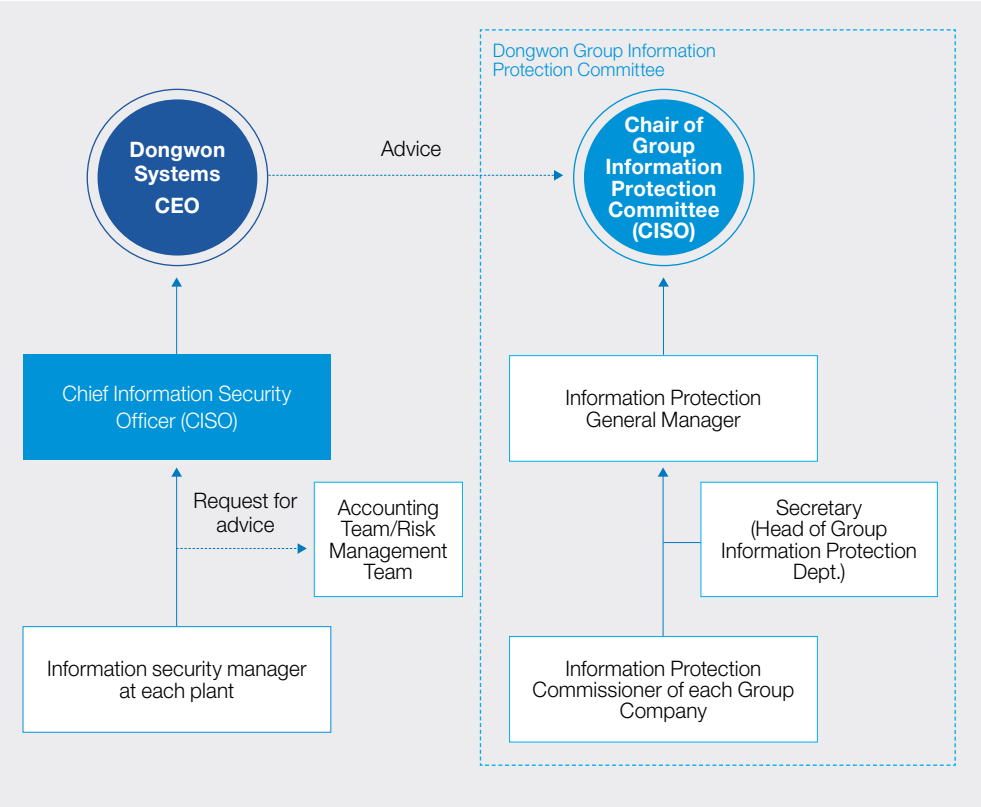 Dongwon Group Information
Protection Committee
Dongwon
Systems
CEO
Advice
Chair of
Group
Information
Protection
Committee
(CISO)
Chief Information Security
Officer (CISO)
Information Protection
General Manager
Request for
advice
Accounting
Team/Risk
Management
Team
Secretary
(Head of Group
Information Protection
Dept.)
Information security manager
at each plant
Information Protection
Commissioner of each Group
Company